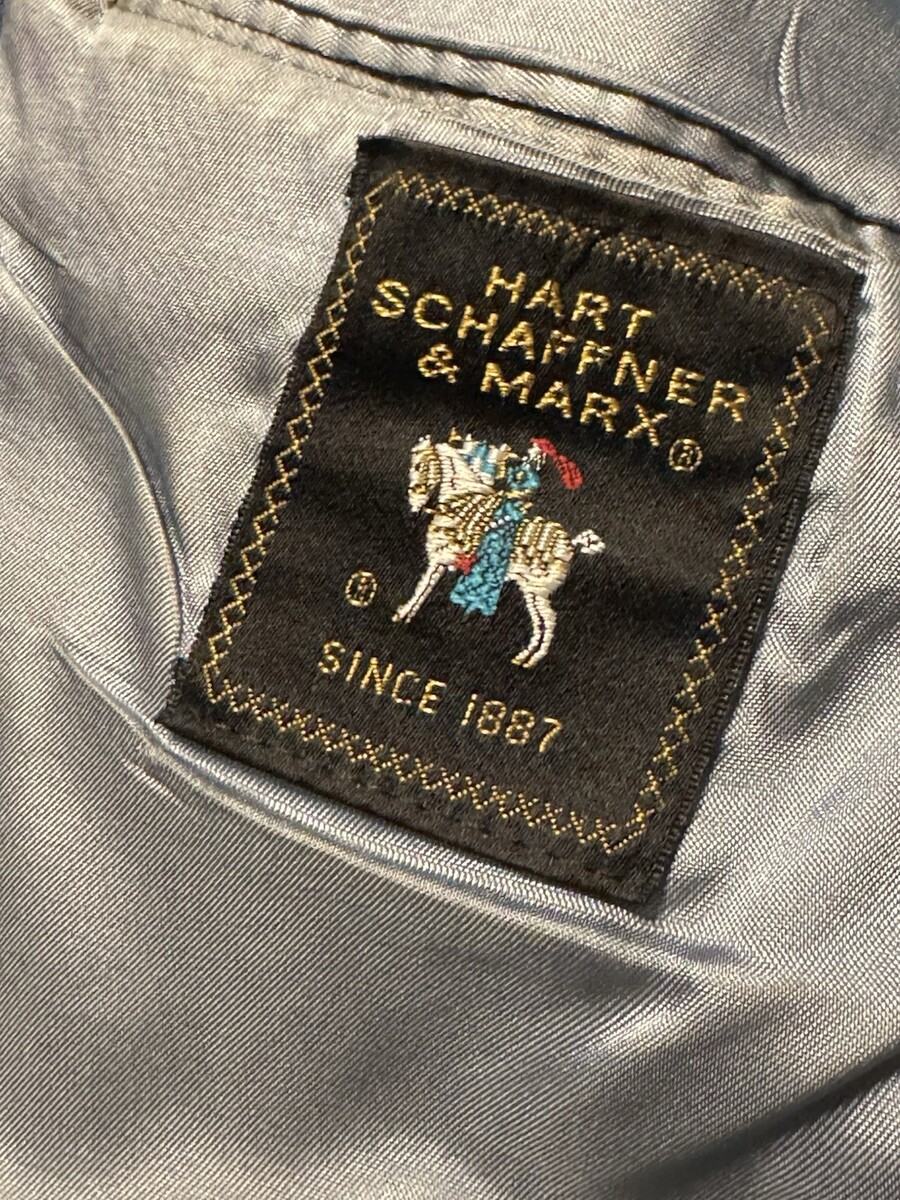 HART
SCHAFFNER
& MARX®
®
SINCE 1887